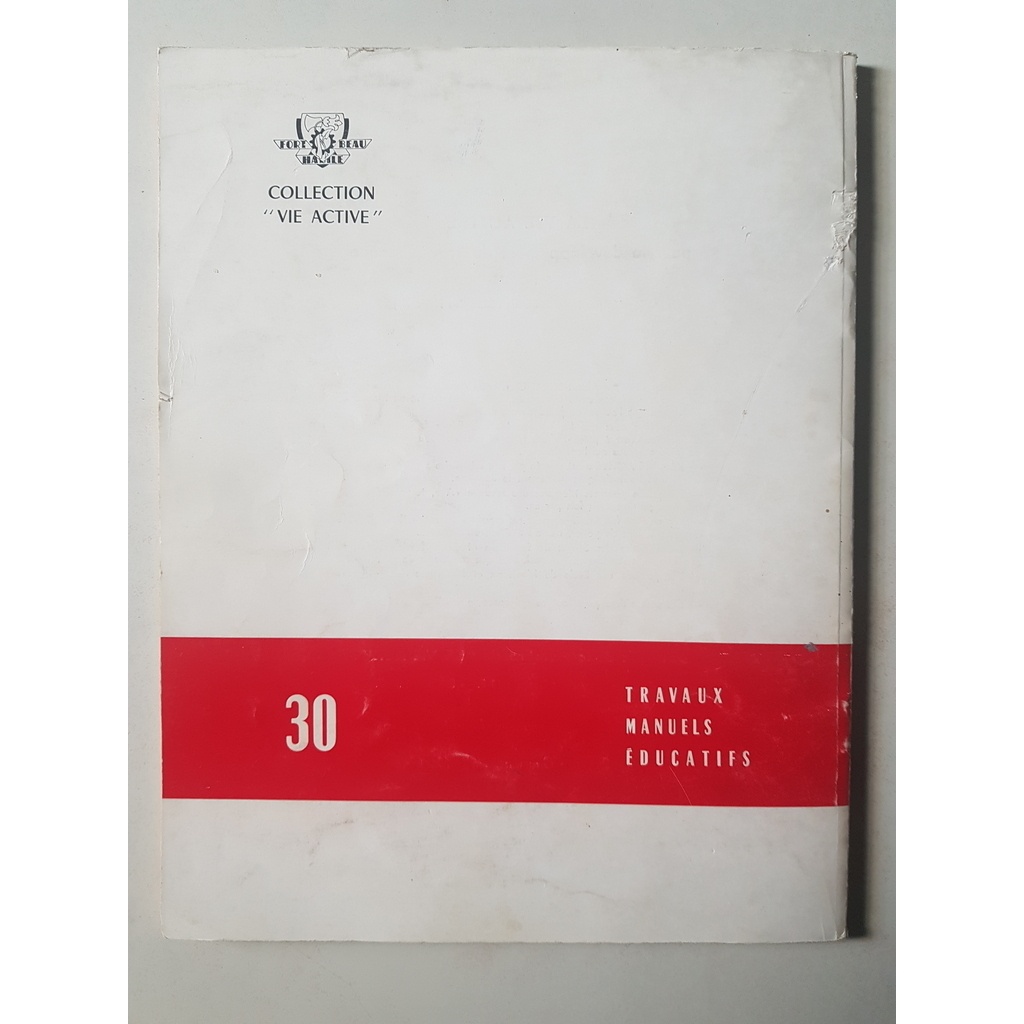 FORT BEAU
HABILE
COLLECTION
"VIE ACTIVE"
30
TRAVAUX
MANUELS
ÉDUCATIFS